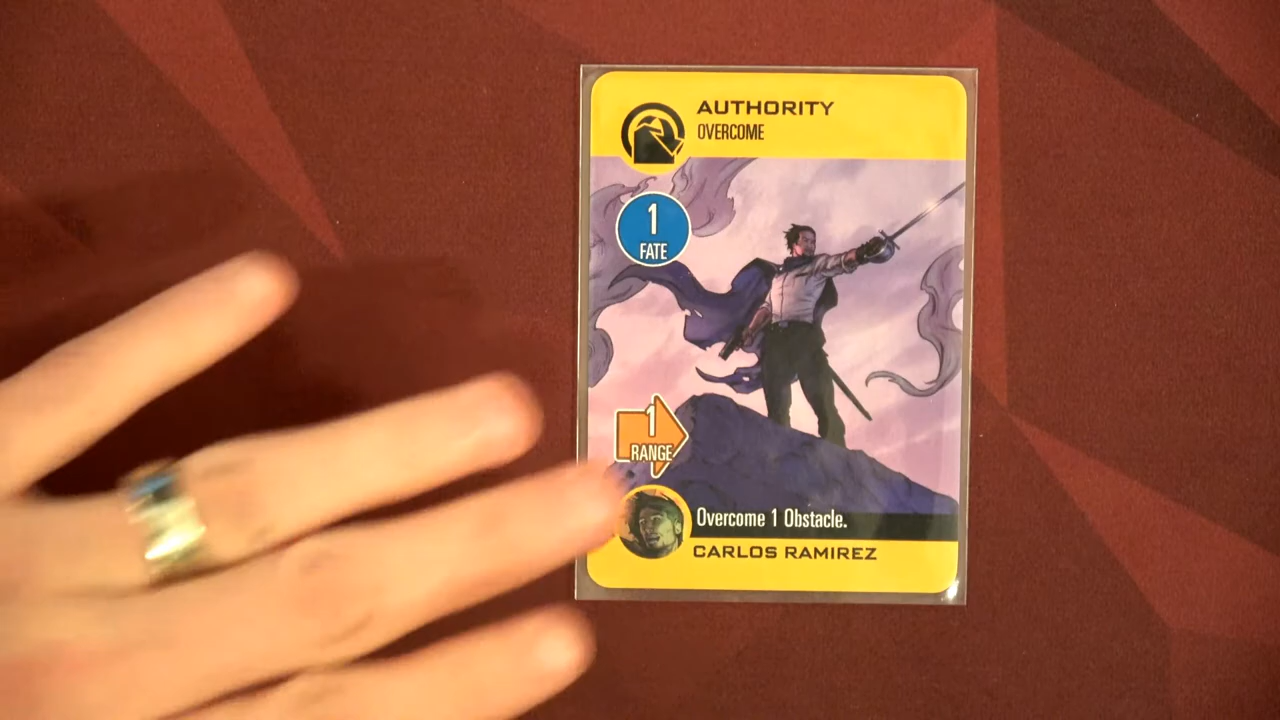 AUTHORITY
OVERCOME
1
FATE
1
RANGE
Overcome 1 Obstacle.
CARLOS RAMIREZ